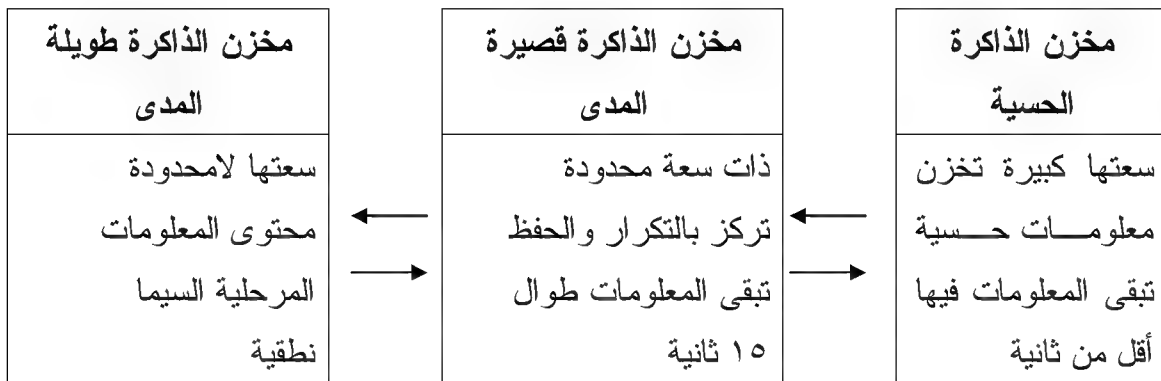 مخزن الذاكرة
الحسية
سعتها كبيرة تخزن
معلومـــات حـــسية
تبقى المعلومات فيها
أقل من ثانية
مخزن الذاكرة قصيرة
المدى
ذات سعة محدودة
تركز بالتكرار والحفظ
تبقى المعلومات طوال
١٥ ثانية
مخزن الذاكرة طويلة
المدى
سعتها لامحدودة
محتوى المعلومات
المرحلية السيما
نطقية